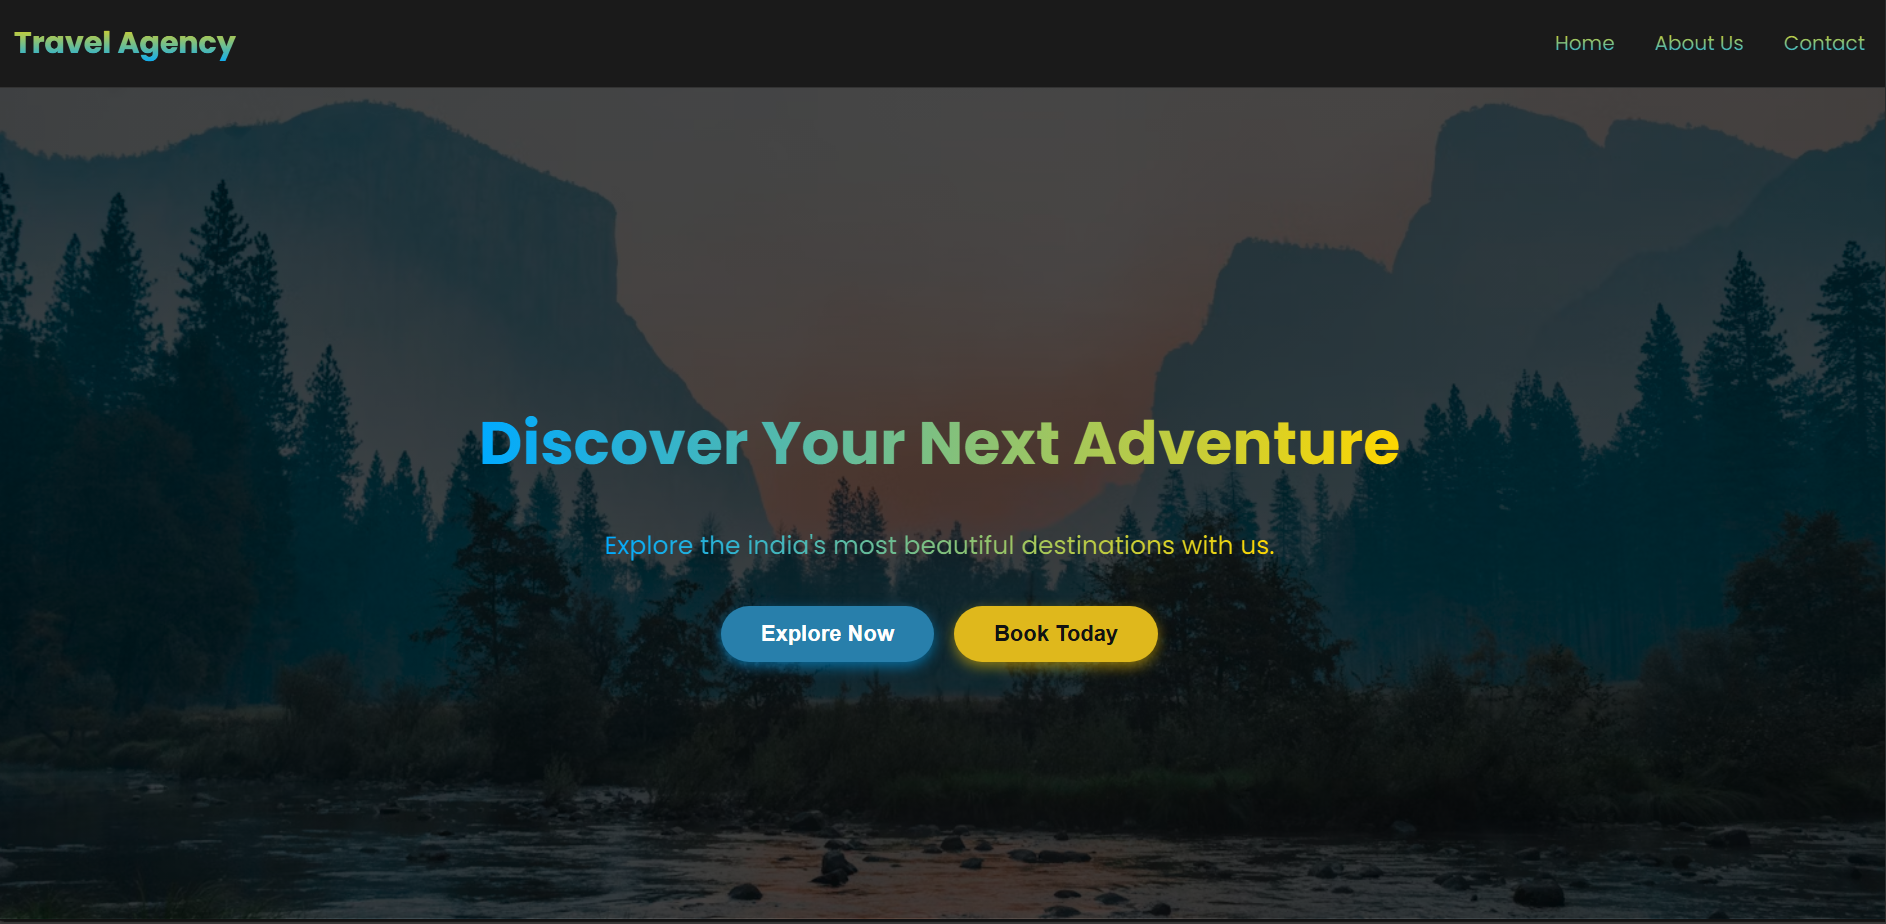 Travel Agency
Home About Us Contact
Discover Your Next Adventure
Explore the india's most beautiful destinations with us.
Explore Now Book Today